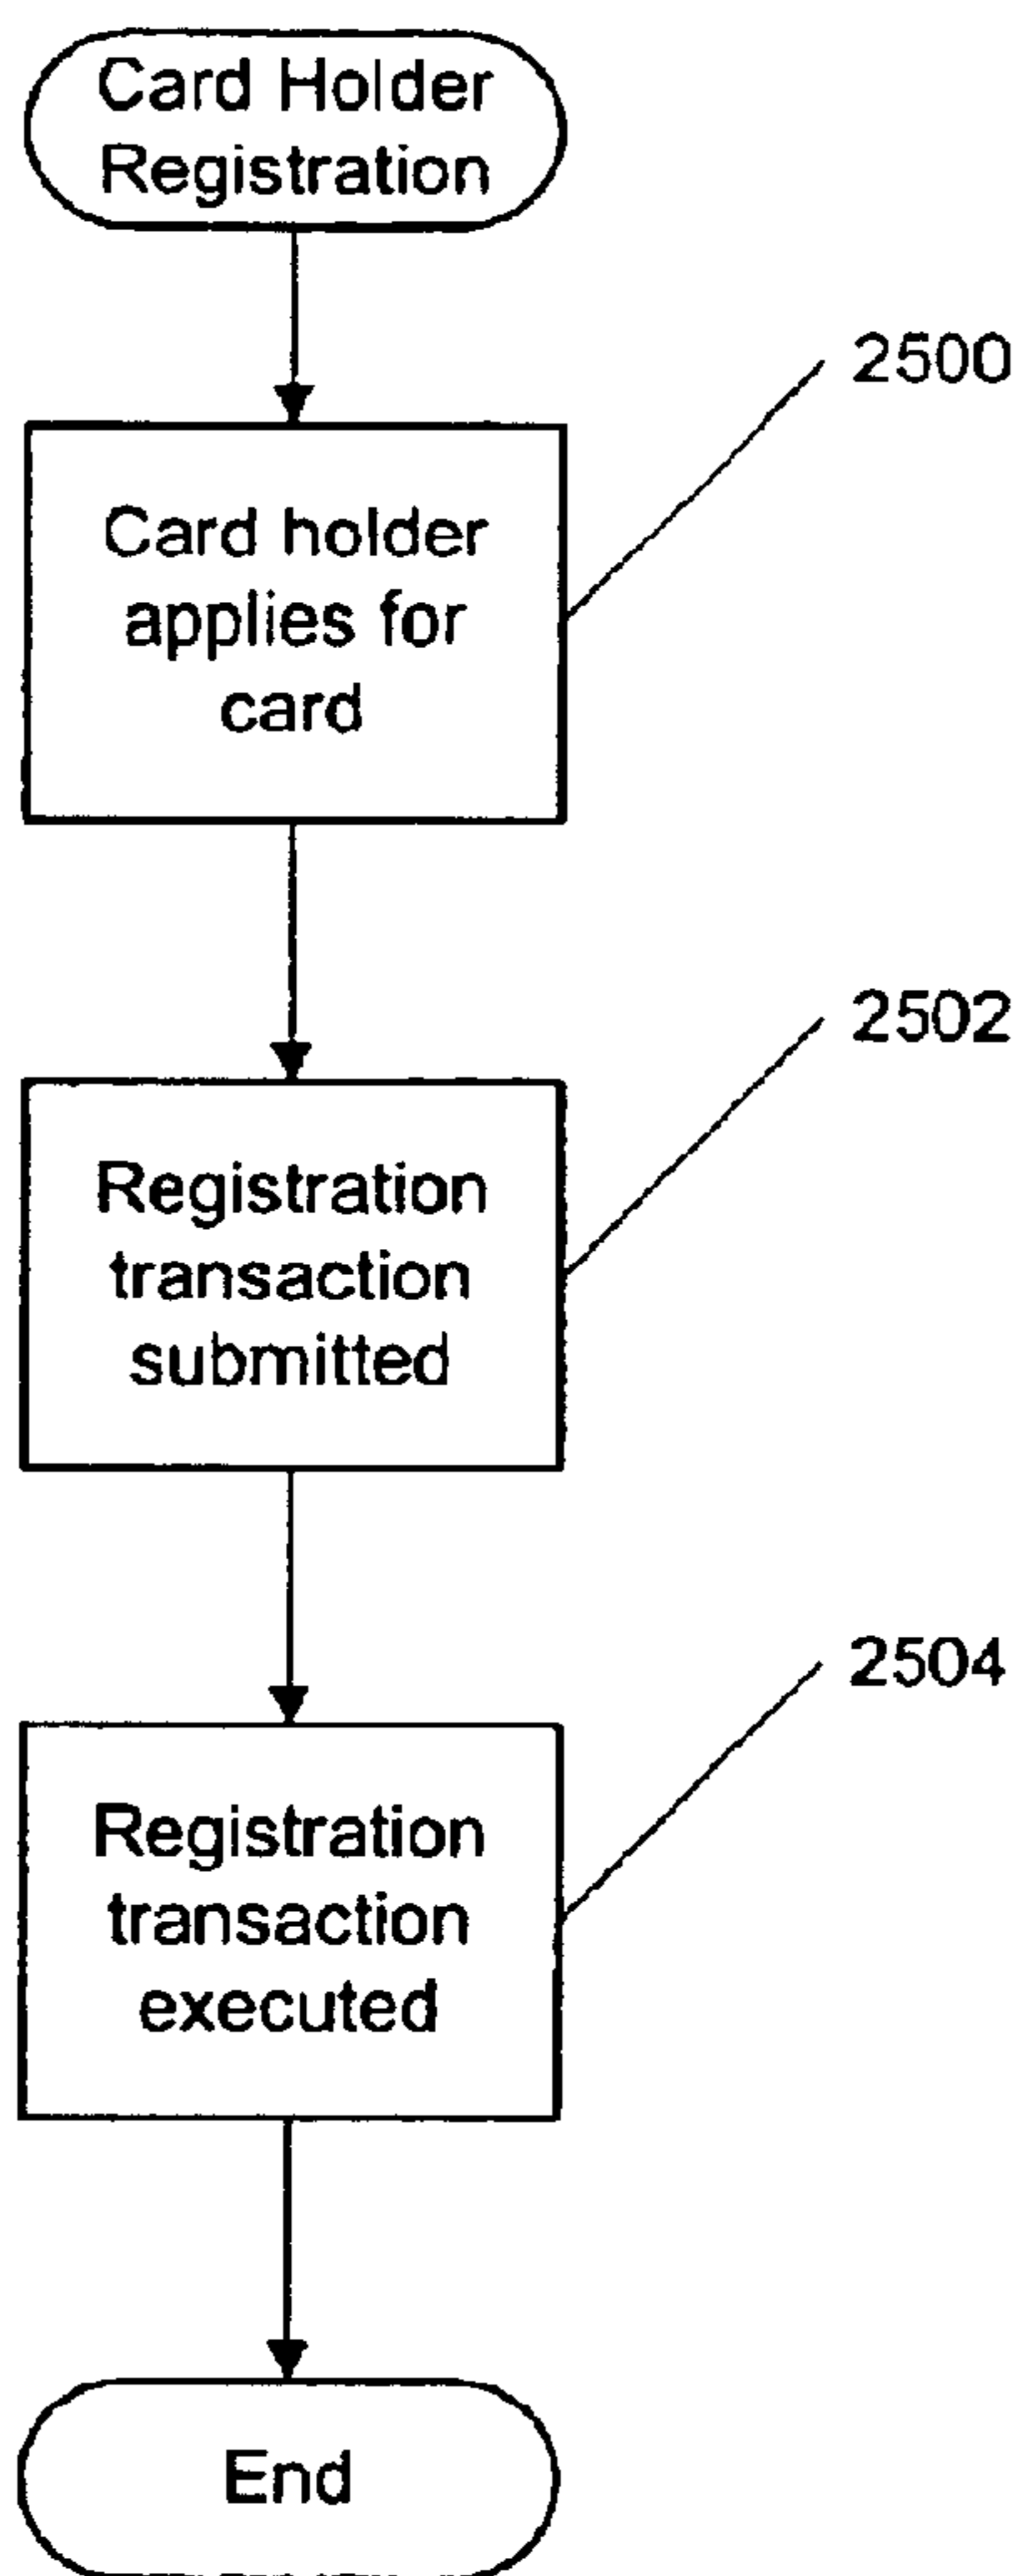 Card Holder
Registration
2500
Card holder
applies for
card
2502
Registration
transaction
submitted
2504
Registration
transaction
executed
End